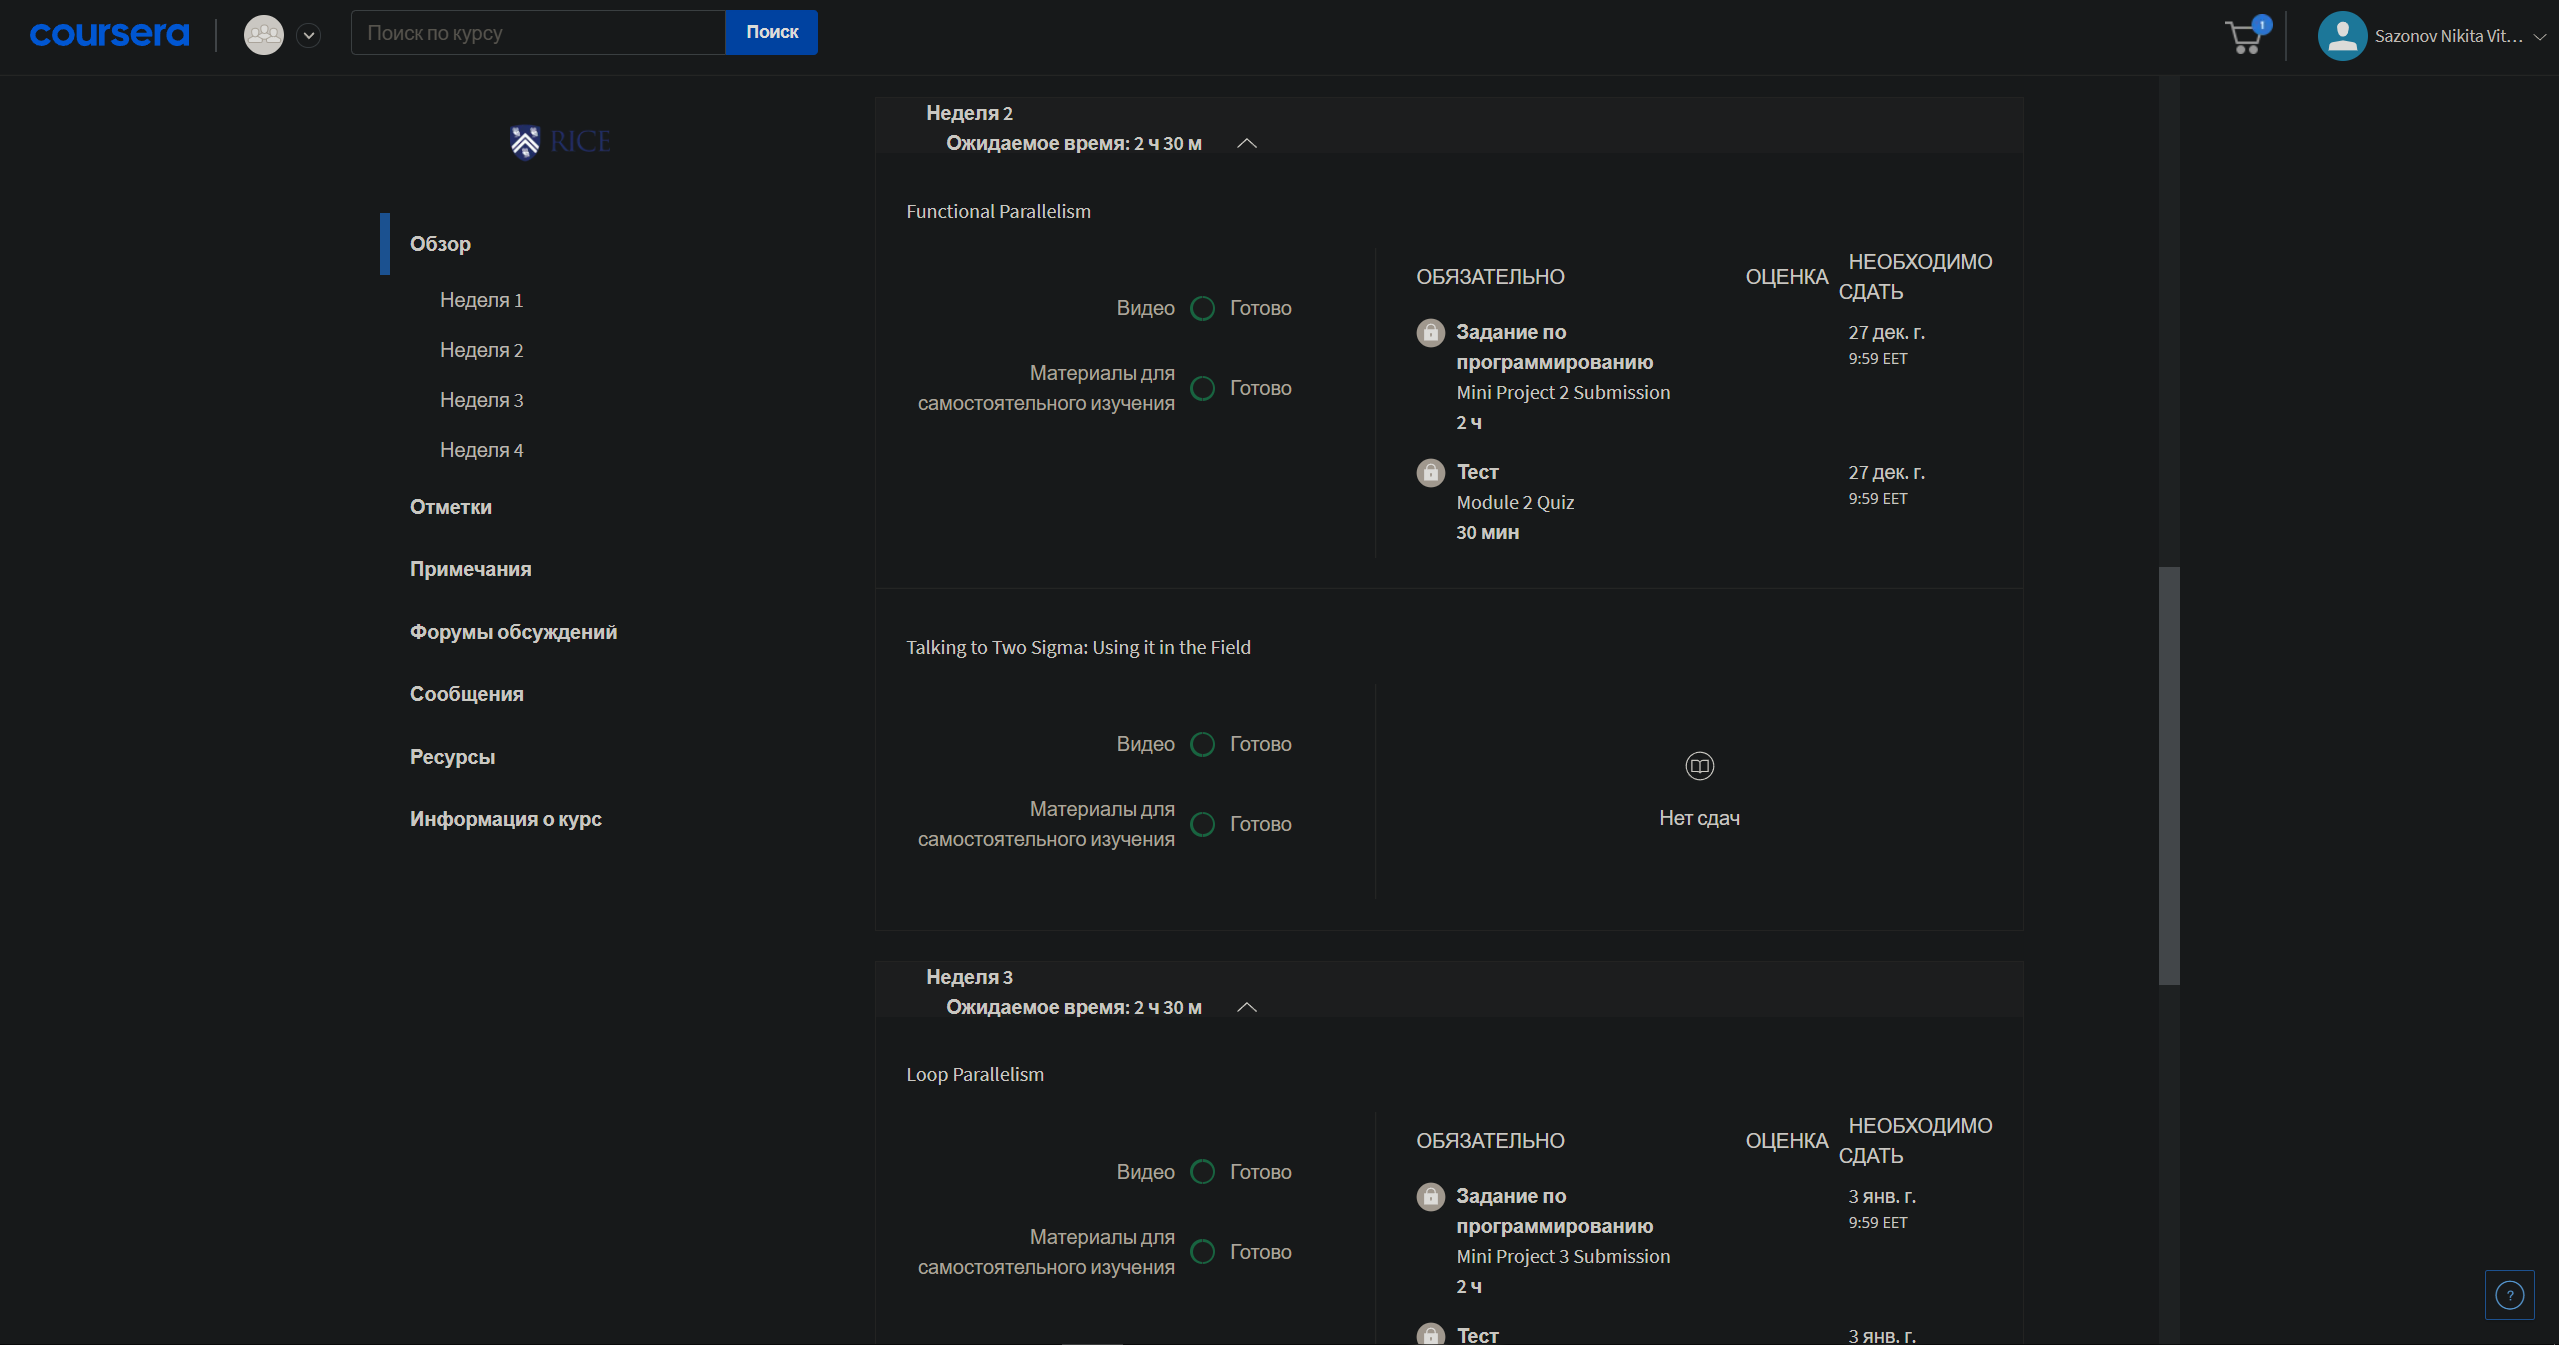 coursera
Поиск по курсу
Поиск
1
Sazonov Nikita Vit...
RICE
Обзор
Неделя 1
Неделя 2
Неделя 3
Неделя 4
Отметки
Примечания
Форумы обсуждений
Сообщения
Ресурсы
Информация о курс
Неделя 2
Ожидаемое время: 2 ч 30 м
Functional Parallelism
Видео Готово
Материалы для
самостоятельного изучения Готово
ОБЯЗАТЕЛЬНО ОЦЕНКА НЕОБХОДИМО
СДАТЬ
Задание по 27 дек. г.
программированию 9:59 EET
Mini Project 2 Submission
2 ч
Тест 27 дек. г.
Module 2 Quiz 9:59 EET
30 мин
Talking to Two Sigma: Using it in the Field
Видео Готово
Материалы для
самостоятельного изучения Готово
Нет сдач
Неделя 3
Ожидаемое время: 2 ч 30 м
Loop Parallelism
Видео Готово
Материалы для
самостоятельного изучения Готово
ОБЯЗАТЕЛЬНО ОЦЕНКА НЕОБХОДИМО
СДАТЬ
Задание по 3 янв. г.
программированию 9:59 EET
Mini Project 3 Submission
2 ч
Тест 3 янв. г.
?